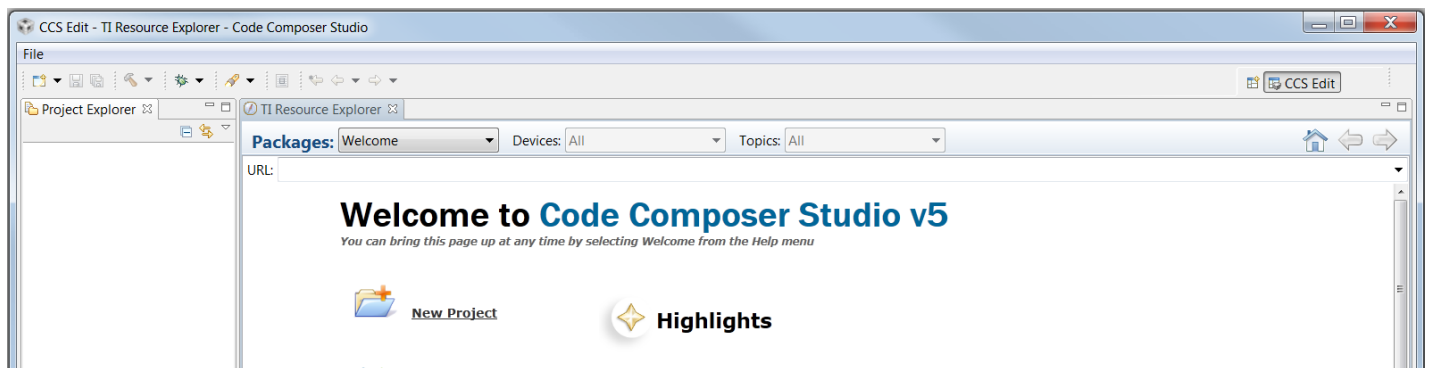 CCS Edit - TI Resource Explorer - Code Composer Studio
File
CCS Edit
Project Explorer
TI Resource Explorer
Packages: Welcome Devices: All Topics: All
URL:
Welcome to Code Composer Studio v5
You can bring this page up at any time by selecting Welcome from the Help menu
New Project
Highlights